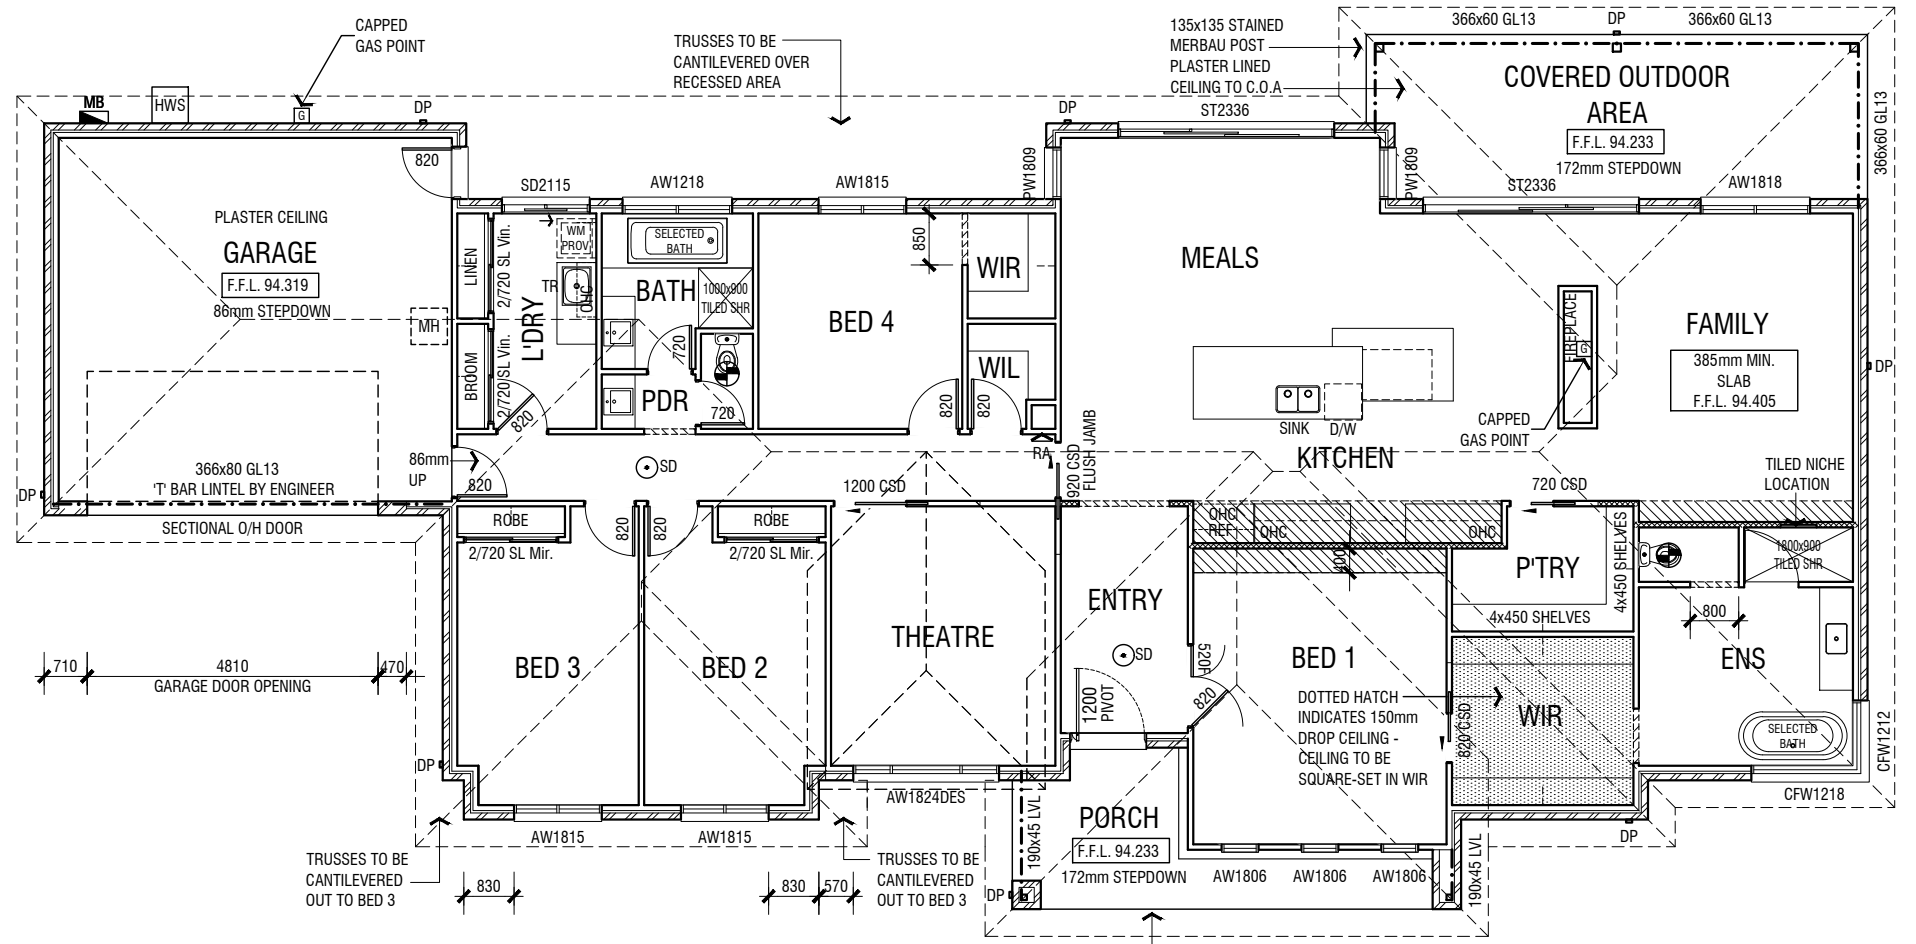 CAPPED
GAS POINT
TRUSSES TO BE
CANTILEVERED OVER
RECESSED AREA
135x135 STAINED
MERBAU POST
PLASTER LINED
CEILING TO C.O.A
366x60 GL13
DP
366x60 GL13
COVERED OUTDOOR
AREA
F.F.L. 94.233
172mm STEPDOWN
366x60 GL13
MB
HWS
G
DP
DP
ST2336
820
PW1809
PW1809
SD2115
AW1218
AW1815
ST2336
AW1818
PLASTER CEILING
GARAGE
F.F.L. 94.319
86mm STEPDOWN
MH
LINEN
2/720 SL Vin.
WM
PROV
TR
OHC
L'DRY
BROOM
2/720 SL Vin.
820
SELECTED
BATH
BATH
1000x900
TILED SHR
720
PDR
720
BED 4
850
WIR
WIL
820
820
MEALS
FIREPLACE
G
FAMILY
385mm MIN.
SLAB
F.F.L. 94.405
DP
CAPPED
GAS POINT
SINK
D/W
KITCHEN
RA
920 CSD
FLUSH JAMB
TILED NICHE
LOCATION
366x80 GL13
'T' BAR LINTEL BY ENGINEER
DP
SECTIONAL O/H DOOR
86mm
UP
820
SD
1200 CSD
720 CSD
ROBE
2/720 SL Mir.
820
820
ROBE
2/720 SL Mir.
OHC
REF
OHC
OHC
400
P'TRY
4x450 SHELVES
4x450 SHELVES
1800x900
TILED SHR
800
ENTRY
SD
THEATRE
BED 3
BED 2
BED 1
520H
820
1200
PIVOT
DOTTED HATCH
INDICATES 150mm
DROP CEILING -
CEILING TO BE
SQUARE-SET IN WIR
820 CSD
WIR
ENS
SELECTED
BATH
CFW1212
CFW1218
710
4810
470
GARAGE DOOR OPENING
DP
AW1824DES
AW1815
AW1815
PORCH
F.F.L. 94.233
172mm STEPDOWN
190x45 LVL
190x45 LVL
AW1806
AW1806
AW1806
DP
DP
TRUSSES TO BE
CANTILEVERED
OUT TO BED 3
830
830
570
TRUSSES TO BE
CANTILEVERED
OUT TO BED 3